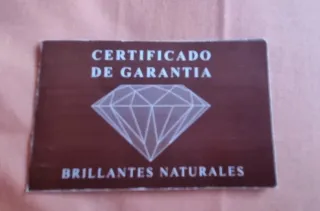 CERTIFICADO
DE GARANTIA
BRILLANTES NATURALES